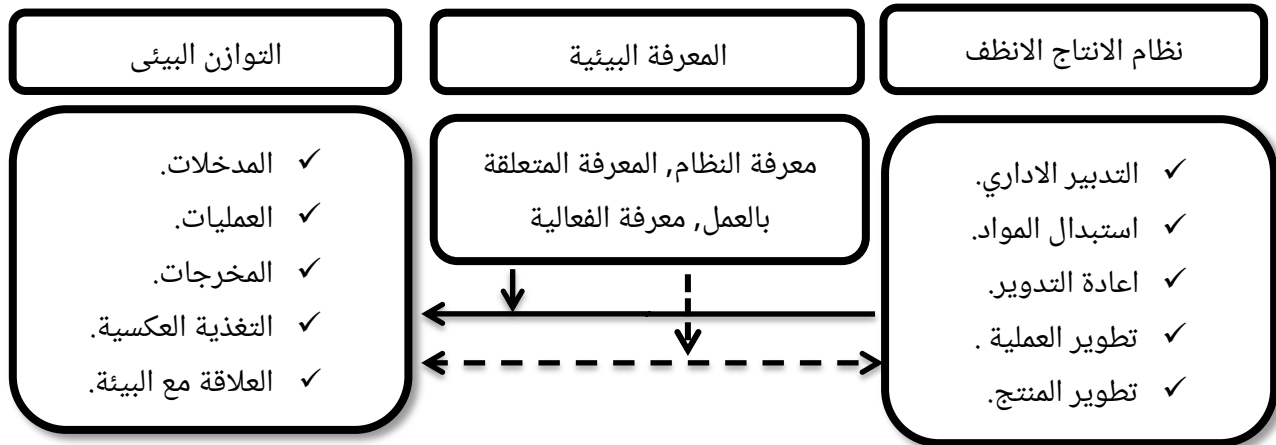 نظام الانتاج الانظف
المعرفة البيئية
التوازن البيئى
التدبير الاداري.
استبدال المواد.
اعادة التدوير.
تطوير العملية .
تطوير المنتج.
معرفة النظام, المعرفة المتعلقة
بالعمل, معرفة الفعالية
المدخلات.
العمليات.
المخرجات.
التغذية العكسية.
العلاقة مع البيئة.